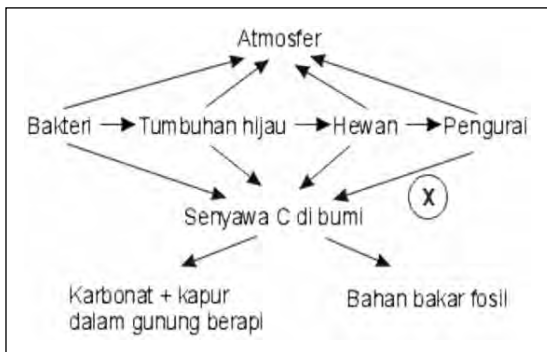 Atmosfer
Bakteri Tumbuhan hijau Hewan Pengurai
X
Senyawa C di bumi
Karbonat + kapur
dalam gunung berapi
Bahan bakar fosil